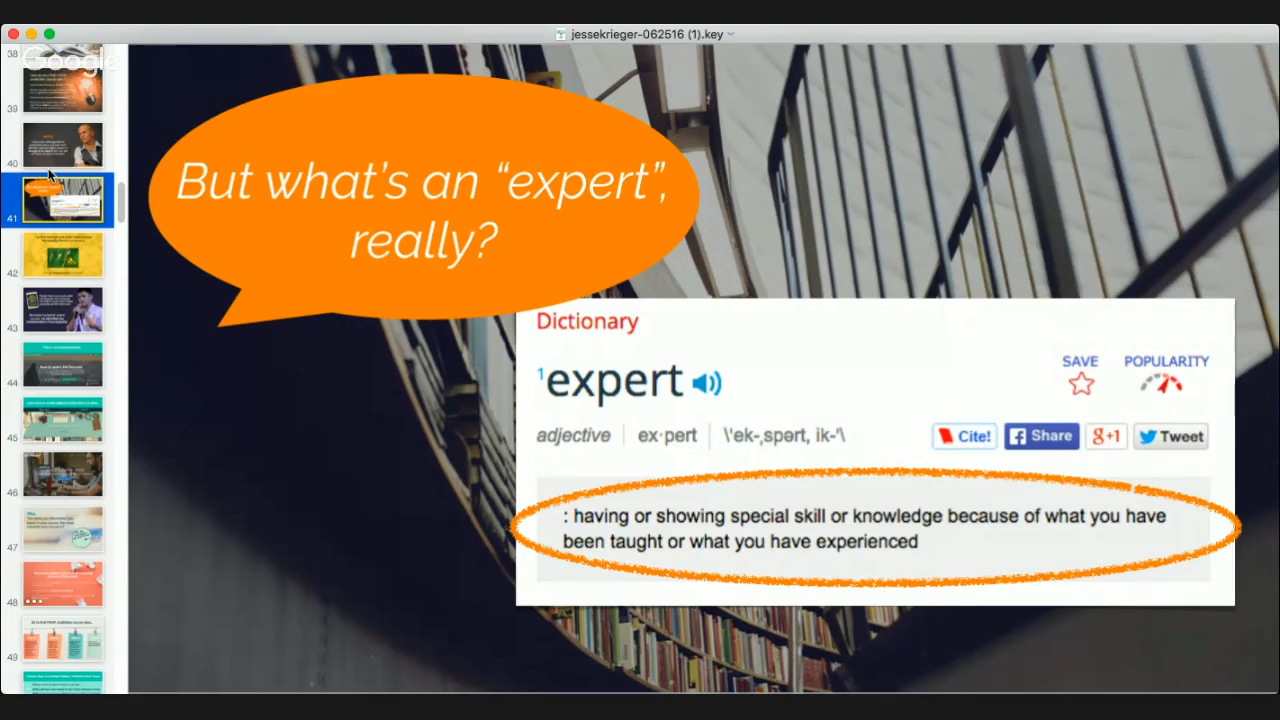 jessekrieger-062516 (1).key
Google
38
39
40
41
42
43
44
45
46
47
48
49
But what's an “expert”,
really?
Dictionary
1expert
SAVE
POPULARITY
adjective
ex·pert
\'ek-ˌspərt, ik-'\
Cite!
Share
g+1
Tweet
: having or showing special skill or knowledge because of what you have
been taught or what you have experienced